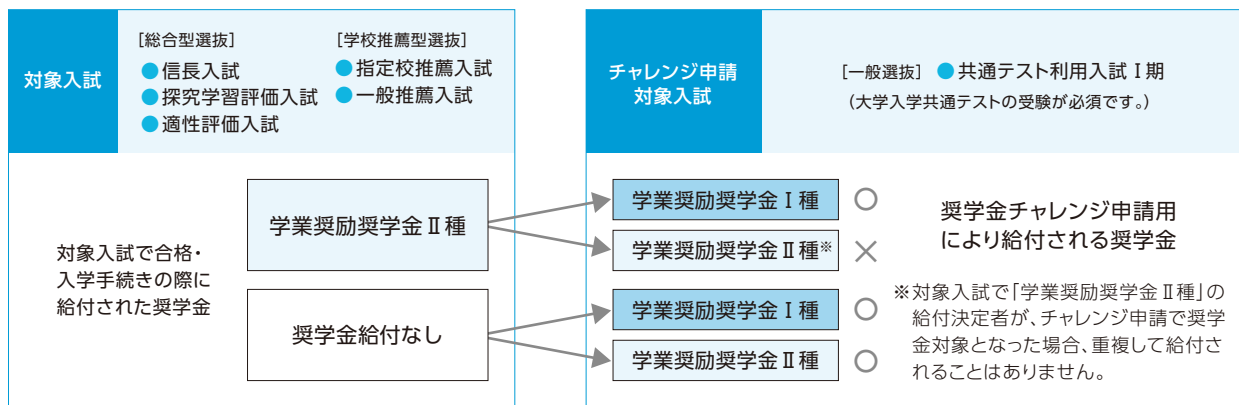 対象入試
[総合型選抜]
●信長入試
●探究学習評価入試
●適性評価入試
[学校推薦型選抜]
●指定校推薦入試
●一般推薦入試
チャレンジ申請
対象入試
[一般選抜] ●共通テスト利用入試Ⅰ期
(大学入学共通テストの受験が必須です。)
対象入試で合格・
入学手続きの際に
給付された奨学金
学業奨励奨学金Ⅱ種
奨学金給付なし
学業奨励奨学金Ⅰ種 ○
学業奨励奨学金Ⅱ種※ ×
学業奨励奨学金Ⅰ種 ○
学業奨励奨学金Ⅱ種 ○
奨学金チャレンジ申請用
により給付される奨学金
※対象入試で「学業奨励奨学金Ⅱ種」の
給付決定者が、チャレンジ申請で奨学
金対象となった場合、重複して給付さ
れることはありません。